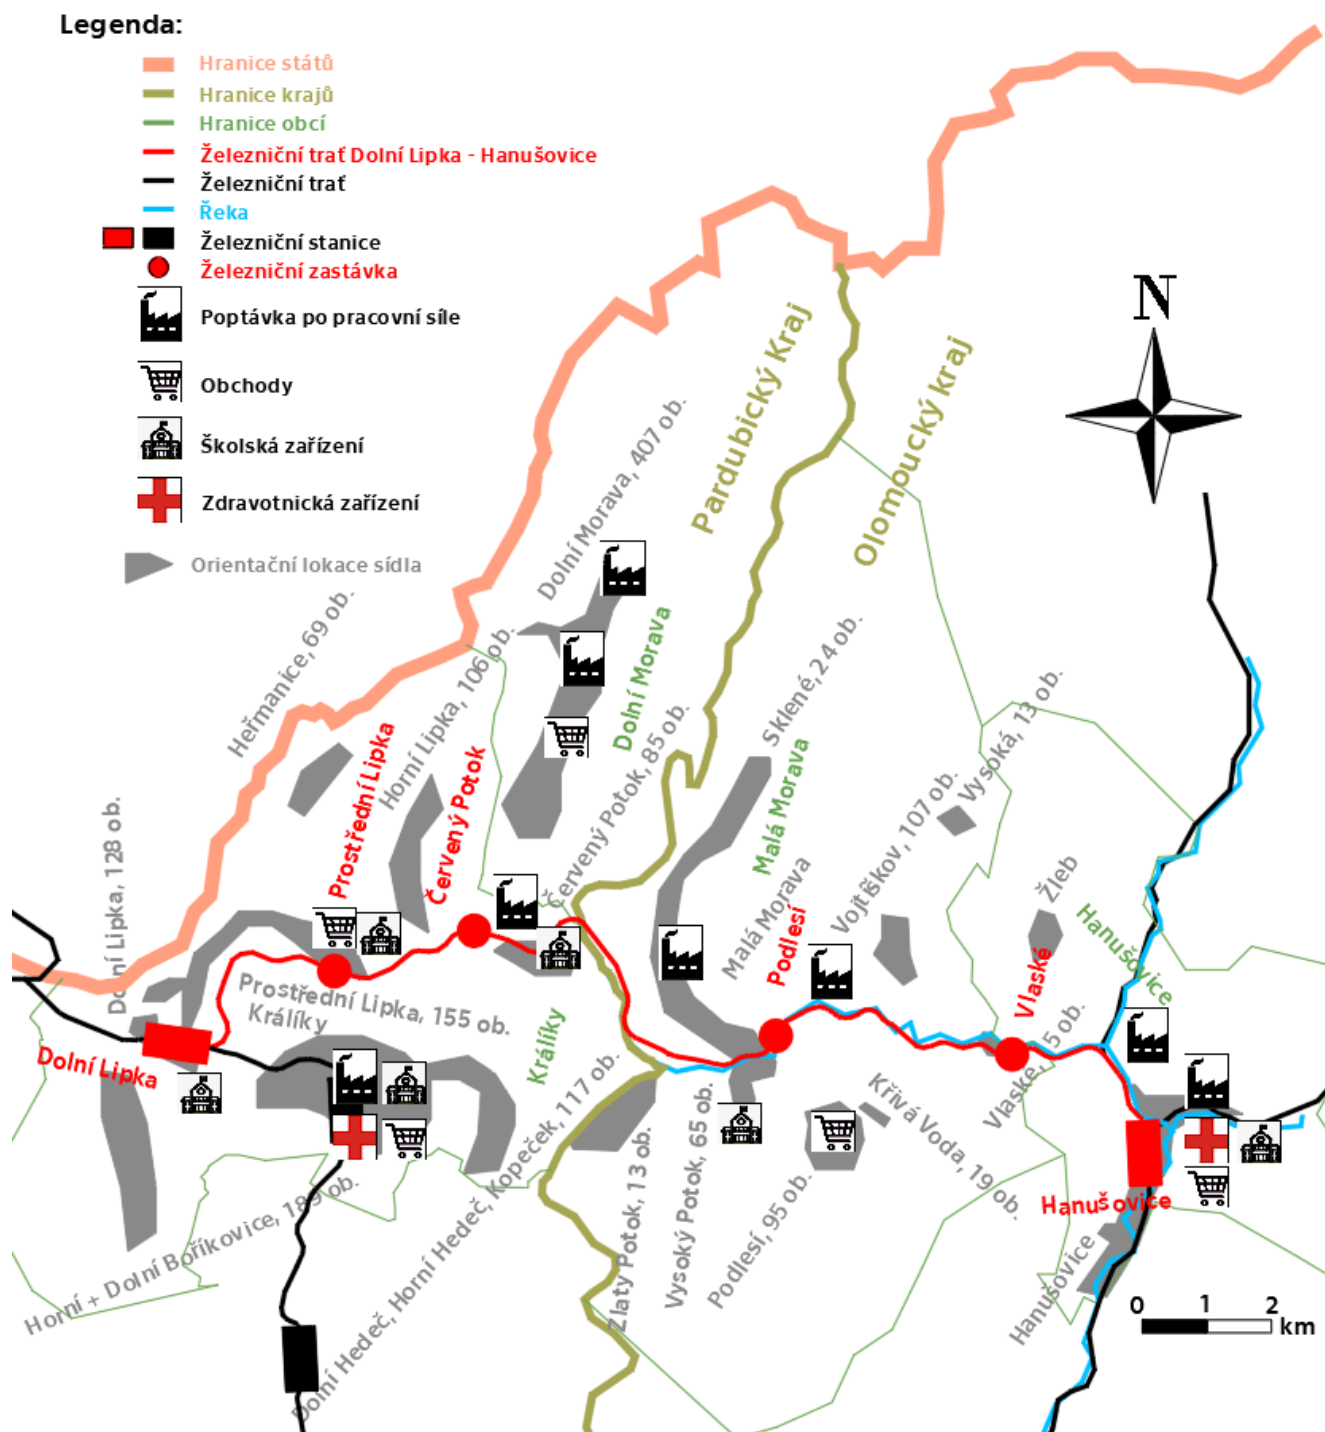 Legenda:
Hranice států
Hranice krajů
Hranice obcí
Železniční trať Dolní Lipka - Hanušovice
Železniční trať
Řeka
Železniční stanice
Železniční zastávka
Poptávka po pracovní síle
Obchody
Školská zařízení
Zdravotnická zařízení
Orientační lokace sídla
N
Pardubický Kraj
Olomoucký kraj
Dolní Morava, 407 ob.
Heřmanice, 69 ob.
Horní Lipka, 106 ob.
Dolní Morava
Sklené, 24 ob.
Prostřední Lipka
Červený Potok
Červený Potok, 85 ob.
Malá Morava
Vysoká, 13 ob.
Dolní Lipka, 128 ob.
Malá Morava
Podlesí
Vojtíškov, 107 ob.
Žleb
Hanušovice
Vlaské
Prostřední Lipka, 155 ob.
Králíky
Králíky
Dolní Lipka
Vlaské, 5 ob.
Křivá Voda, 19 ob.
Horní + Dolní Boříkovice, 189 ob.
Dolní Hedeč, Horní Hedeč, Kopeček, 117 ob.
Zlatý Potok, 13 ob.
Vysoký Potok, 65 ob.
Podlesí, 95 ob.
Hanušovice
Hanušovice
0 1 2
km